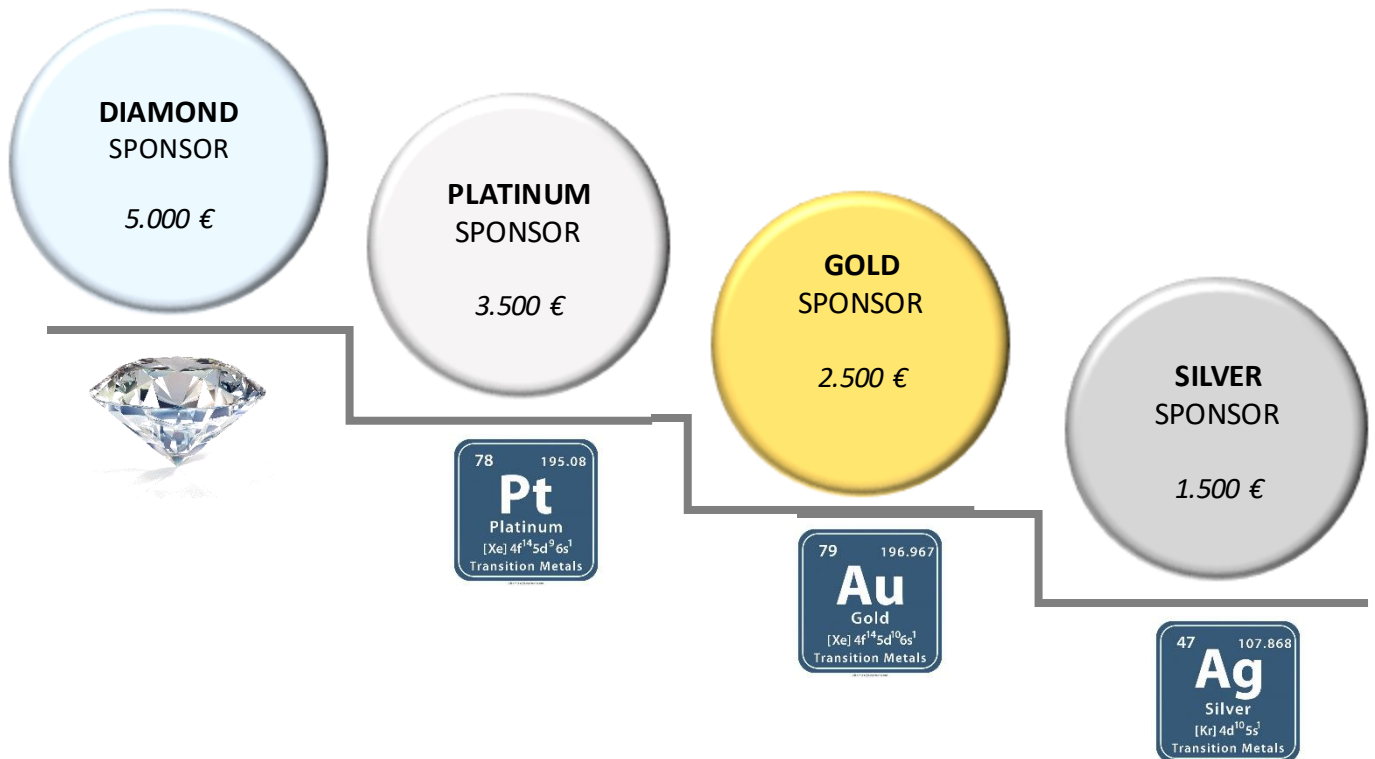 DIAMOND
SPONSOR
5.000 €
PLATINUM
SPONSOR
3.500 €
GOLD
SPONSOR
2.500 €
SILVER
SPONSOR
1.500 €
78 195.08
Pt
Platinum
[Xe] 4f¹⁴5d⁹6s¹
Transition Metals
79 196.967
Au
Gold
[Xe] 4f¹⁴5d¹⁰6s¹
Transition Metals
47 107.868
Ag
Silver
[Kr] 4d¹⁰5s¹
Transition Metals